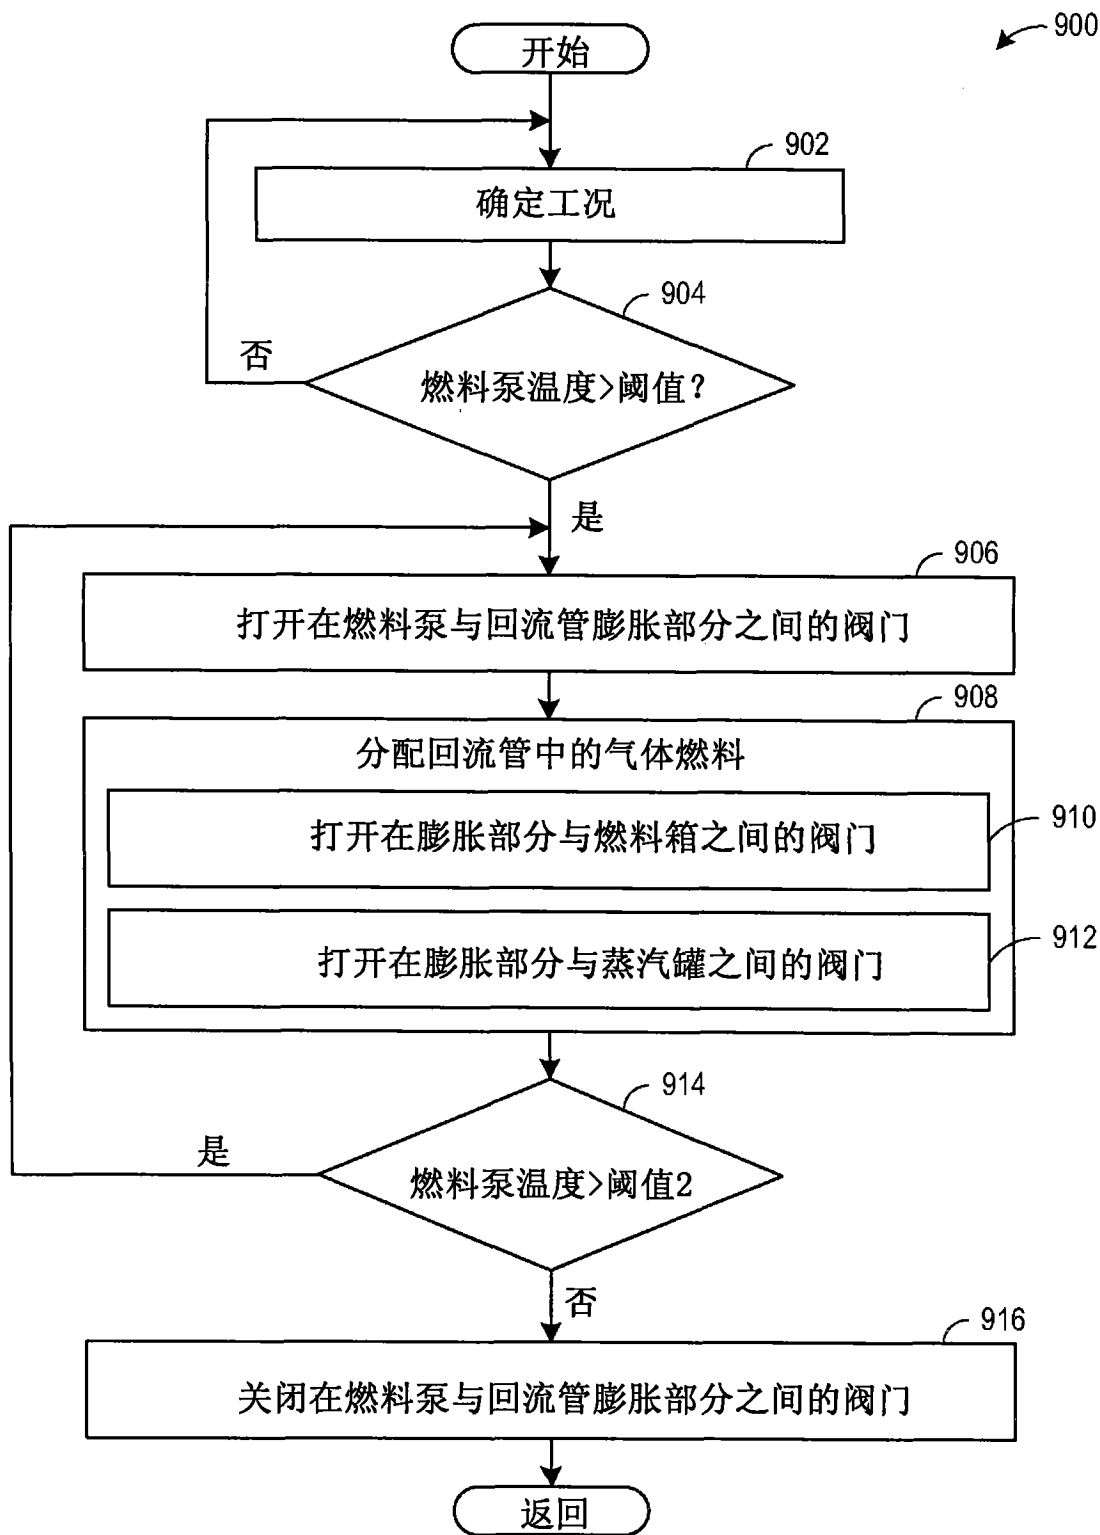 900
开始
902
确定工况
904
燃料泵温度>阈值？
否
是
906
打开在燃料泵与回流管膨胀部分之间的阀门
908
分配回流管中的气体燃料
910
打开在膨胀部分与燃料箱之间的阀门
912
打开在膨胀部分与蒸汽罐之间的阀门
914
是
燃料泵温度>阈值2
否
916
关闭在燃料泵与回流管膨胀部分之间的阀门
返回